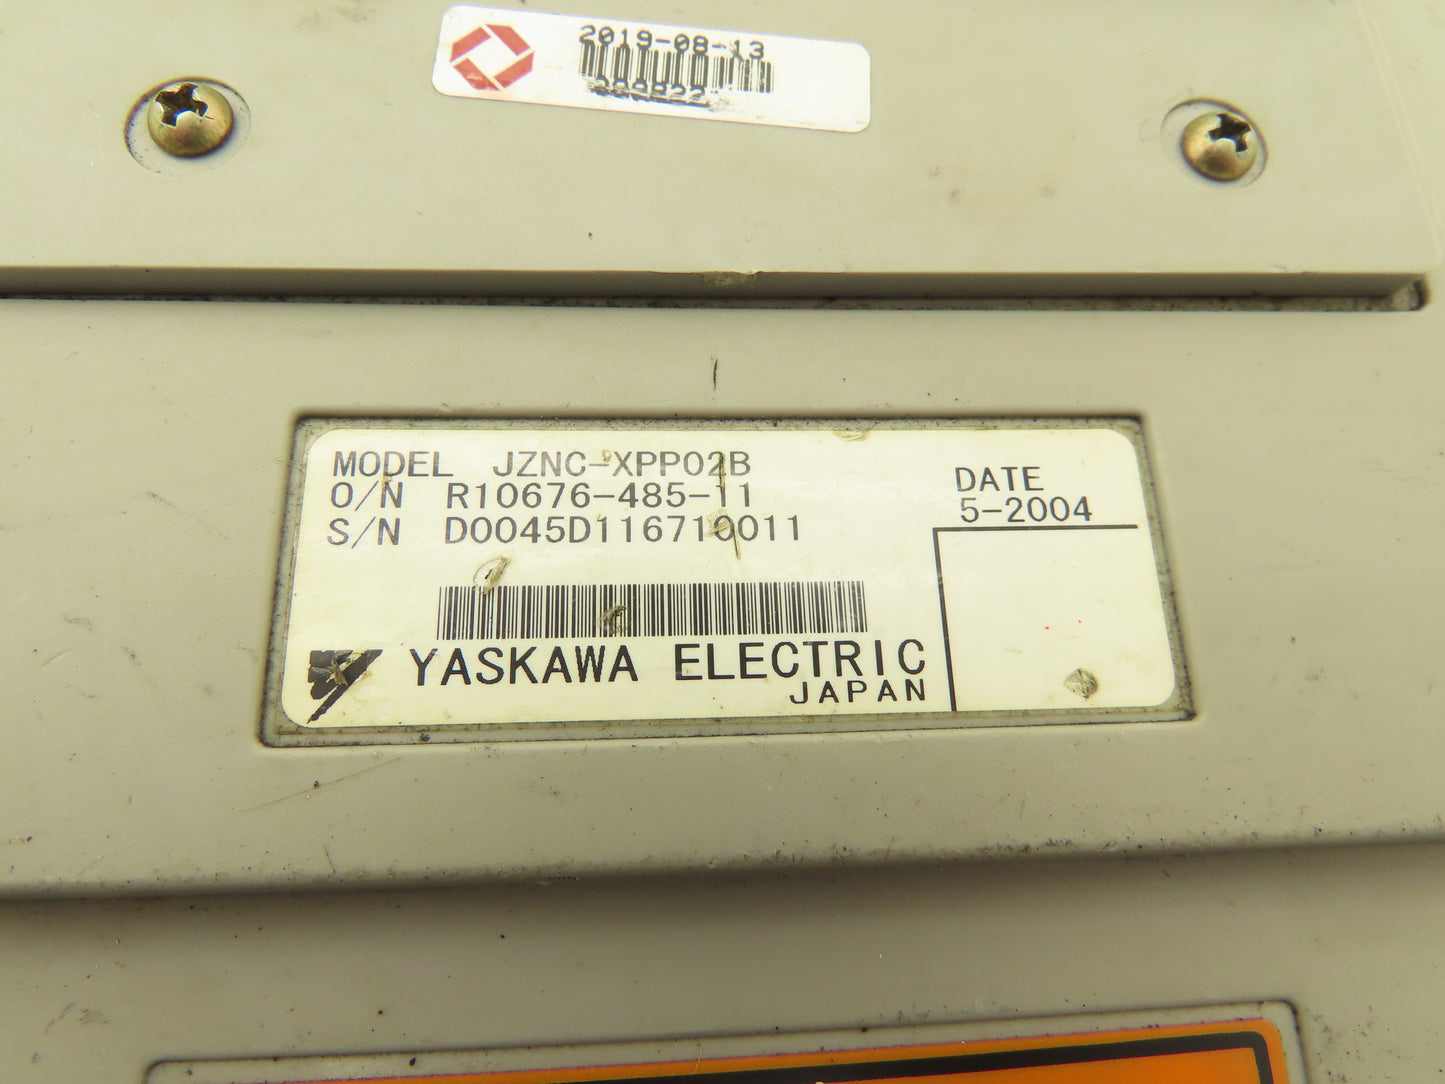 2019-08-13
MODEL JZNC-XPP02B
O/N R10676-485-11
S/N D0045D116710011
DATE
5-2004
YASKAWA ELECTRIC
JAPAN